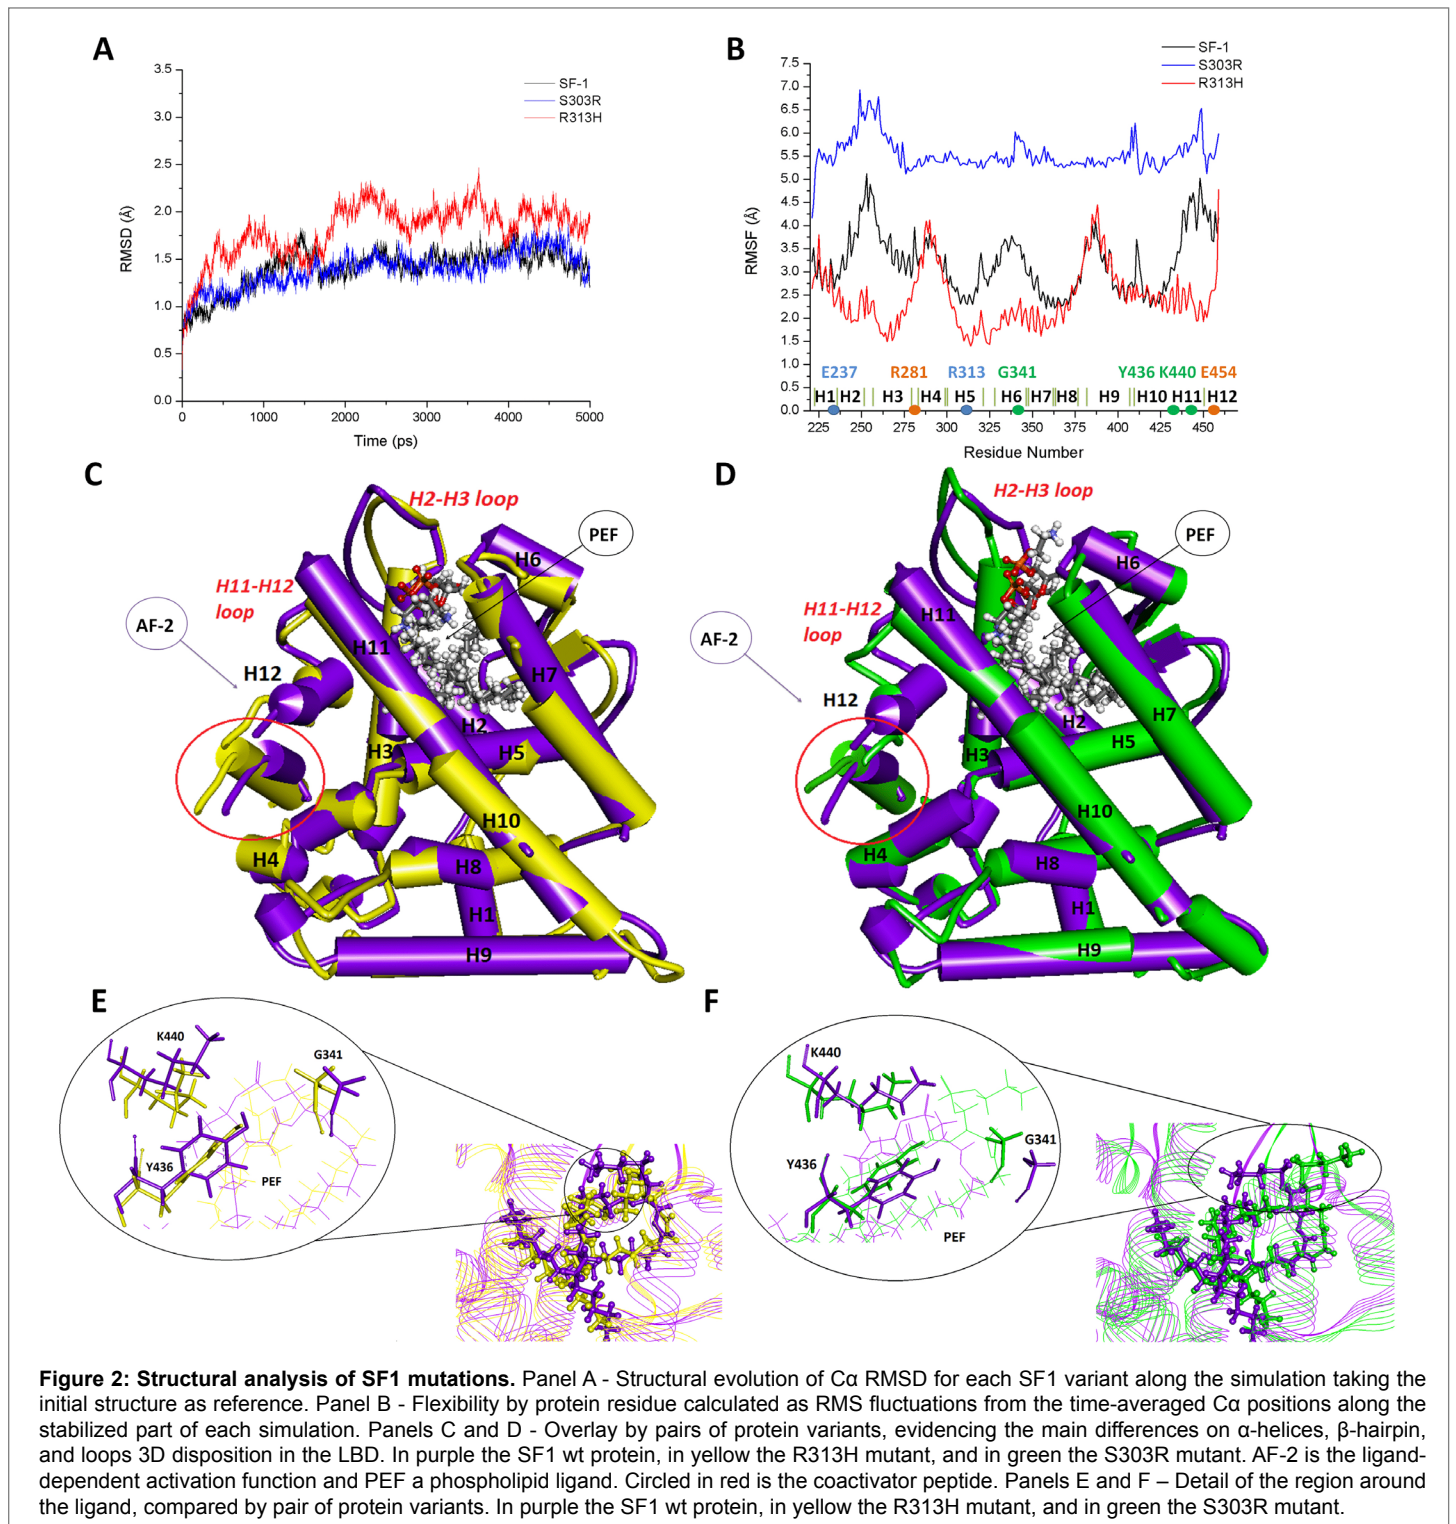 A
3.5
3.0
2.5
2.0
1.5
1.0
0.5
0.0
RMSD (Å)
SF-1
S303R
R313H
0
1000
2000
3000
4000
5000
Time (ps)
B
SF-1
S303R
R313H
7.5
7.0
6.5
6.0
5.5
5.0
4.5
4.0
3.5
3.0
2.5
2.0
1.5
1.0
0.5
0.0
RMSF (Å)
E237 R281 R313 G341 Y436 K440 E454
H1 H2 H3 H4 H5 H6 H7 H8 H9 H10 H11 H12
225 250 275 300 325 350 375 400 425 450
Residue Number
C
H2-H3 loop
PEF
H6
H11-H12
loop
AF-2
H11
H12
H7
H2
H3
H5
H10
H4
H8
H1
H9
D
H2-H3 loop
PEF
H6
H11
H11-H12
loop
AF-2
H12
H7
H2
H5
H3
H10
H4
H8
H1
H9
E
K440
G341
Y436
PEF
F
K440
G341
Y436
PEF
Figure 2: Structural analysis of SF1 mutations. Panel A - Structural evolution of Cα RMSD for each SF1 variant along the simulation taking the
initial structure as reference. Panel B - Flexibility by protein residue calculated as RMS fluctuations from the time-averaged Cα positions along the
stabilized part of each simulation. Panels C and D - Overlay by pairs of protein variants, evidencing the main differences on α-helices, β-hairpin,
and loops 3D disposition in the LBD. In purple the SF1 wt protein, in yellow the R313H mutant, and in green the S303R mutant. AF-2 is the ligand-
dependent activation function and PEF a phospholipid ligand. Circled in red is the coactivator peptide. Panels E and F – Detail of the region around
the ligand, compared by pair of protein variants. In purple the SF1 wt protein, in yellow the R313H mutant, and in green the S303R mutant.